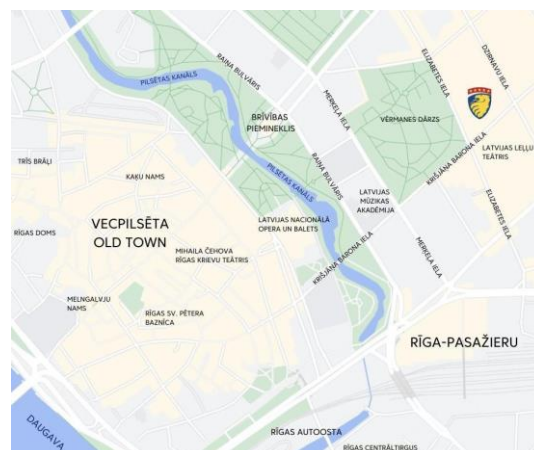 PILSĒTAS KANĀLS
RAIŅA BULVĀRIS
ELIZABETES IELA
DZIRNAVU IELA
MERĶEĻA IELA
BRĪVĪBAS
PIEMINEKLIS
VĒRMANES DĀRZS
KRIŠJĀŅA BARONA IELA
LATVIJAS LEĻĻU
TEĀTRIS
TRĪS BRĀĻI
KAĶU NAMS
PILSĒTAS KANĀLS
RAIŅA BULVĀRIS
LATVIJAS
MŪZIKAS
AKADĒMIJA
ELIZABETES IELA
RĪGAS DOMS
VECPILSĒTA
OLD TOWN
LATVIJAS NACIONĀLĀ
OPERA UN BALETS
MIHAILA ČEHOVA
RĪGAS KRIEVU TEĀTRIS
KRIŠJĀŅA BARONA IELA
MERĶEĻA IELA
MELNGALVJU
NAMS
RĪGAS SV. PĒTERA
BAZNĪCA
RĪGA-PASAŽIERU
DAUGAVA
RĪGAS AUTOOSTA
RĪGAS CENTRĀLTIRGUS